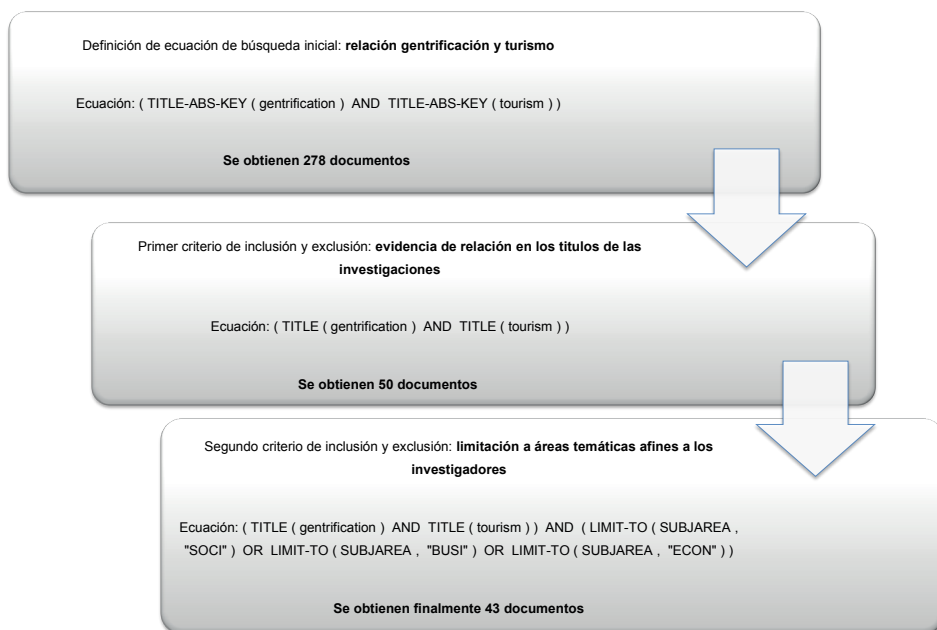 Definición de ecuación de búsqueda inicial: relación gentrificación y turismo
Ecuación: ( TITLE-ABS-KEY ( gentrification ) AND TITLE-ABS-KEY ( tourism ) )
Se obtienen 278 documentos
Primer criterio de inclusión y exclusión: evidencia de relación en los títulos de las
investigaciones
Ecuación: ( TITLE ( gentrification ) AND TITLE ( tourism ) )
Se obtienen 50 documentos
Segundo criterio de inclusión y exclusión: limitación a áreas temáticas afines a los
investigadores
Ecuación: ( TITLE ( gentrification ) AND TITLE ( tourism ) ) AND ( LIMIT-TO ( SUBJAREA ,
"SOCI" ) OR LIMIT-TO ( SUBJAREA , "BUSI" ) OR LIMIT-TO ( SUBJAREA , "ECON" ) )
Se obtienen finalmente 43 documentos